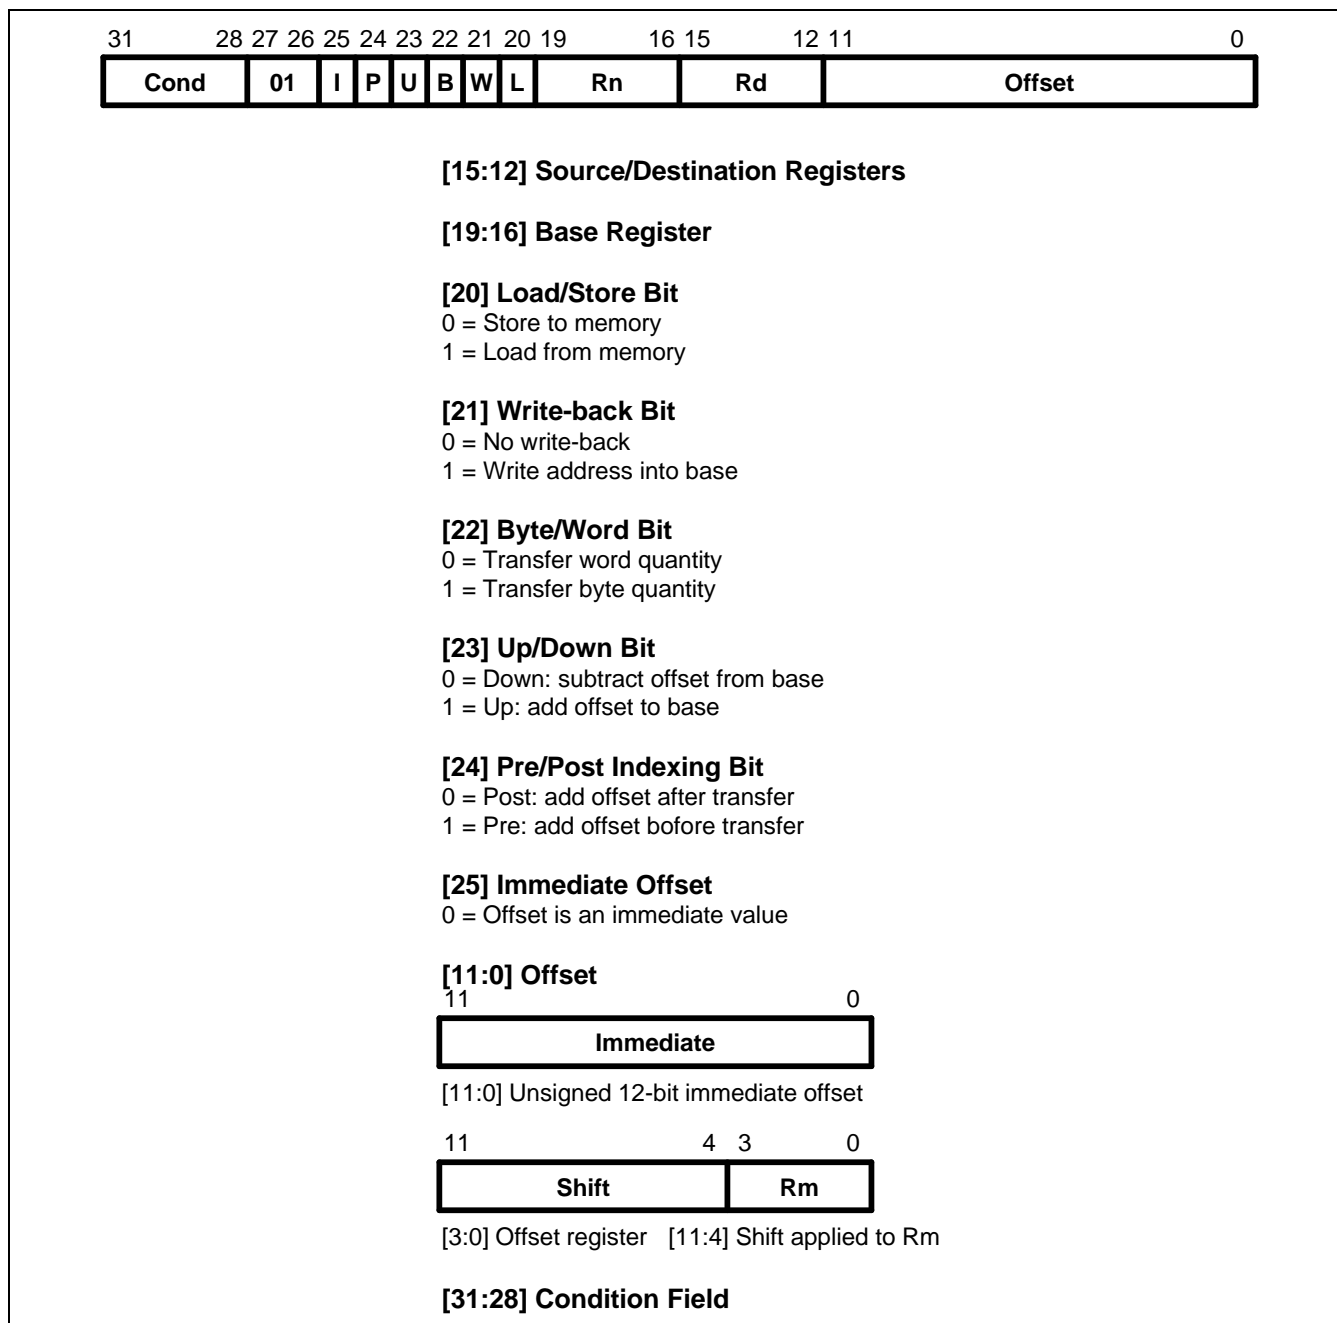 31 28 27 26 25 24 23 22 21 20 19 16 15 12 11 0
Cond 01 I P U B W L Rn Rd Offset
[15:12] Source/Destination Registers
[19:16] Base Register
[20] Load/Store Bit
0 = Store to memory
1 = Load from memory
[21] Write-back Bit
0 = No write-back
1 = Write address into base
[22] Byte/Word Bit
0 = Transfer word quantity
1 = Transfer byte quantity
[23] Up/Down Bit
0 = Down: subtract offset from base
1 = Up: add offset to base
[24] Pre/Post Indexing Bit
0 = Post: add offset after transfer
1 = Pre: add offset bofore transfer
[25] Immediate Offset
0 = Offset is an immediate value
[11:0] Offset
11 0
Immediate
[11:0] Unsigned 12-bit immediate offset
11 4 3 0
Shift Rm
[3:0] Offset register [11:4] Shift applied to Rm
[31:28] Condition Field